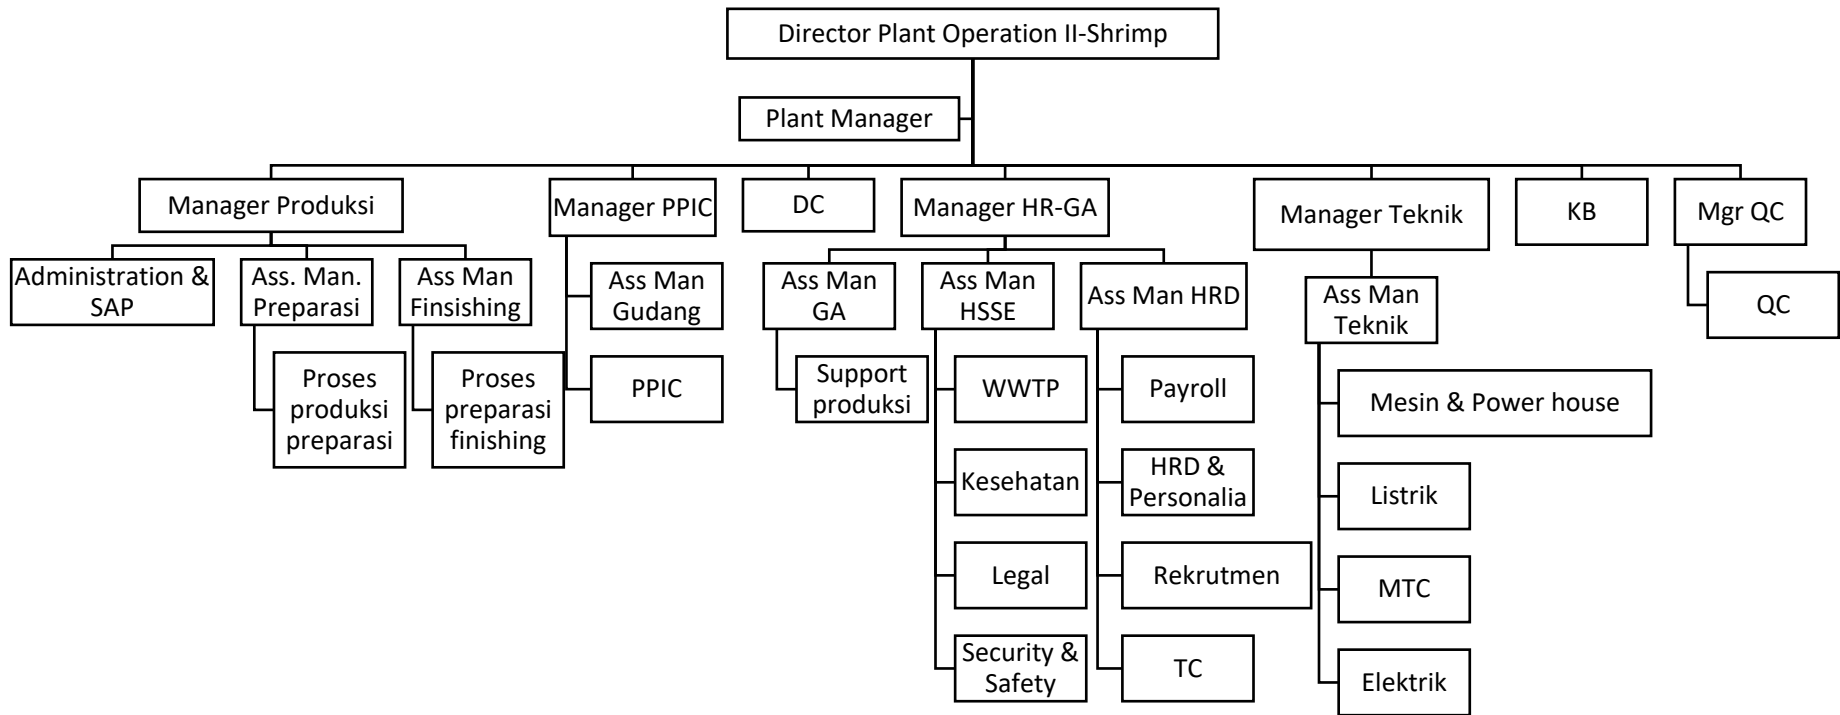 Director Plant Operation II-Shrimp
Plant Manager
Manager Produksi
Manager PPIC
DC
Manager HR-GA
Manager Teknik
KB
Mgr QC
Administration &
SAP
Ass. Man.
Preparasi
Ass Man
Finsishing
Ass Man
Gudang
Ass Man
GA
Ass Man
HSSE
Ass Man HRD
Ass Man
Teknik
QC
Proses
produksi
preparasi
Proses
preparasi
finishing
PPIC
Support
produksi
WWTP
Payroll
Mesin & Power house
Kesehatan
HRD &
Personalia
Listrik
Legal
Rekrutmen
MTC
Security &
Safety
TC
Elektrik